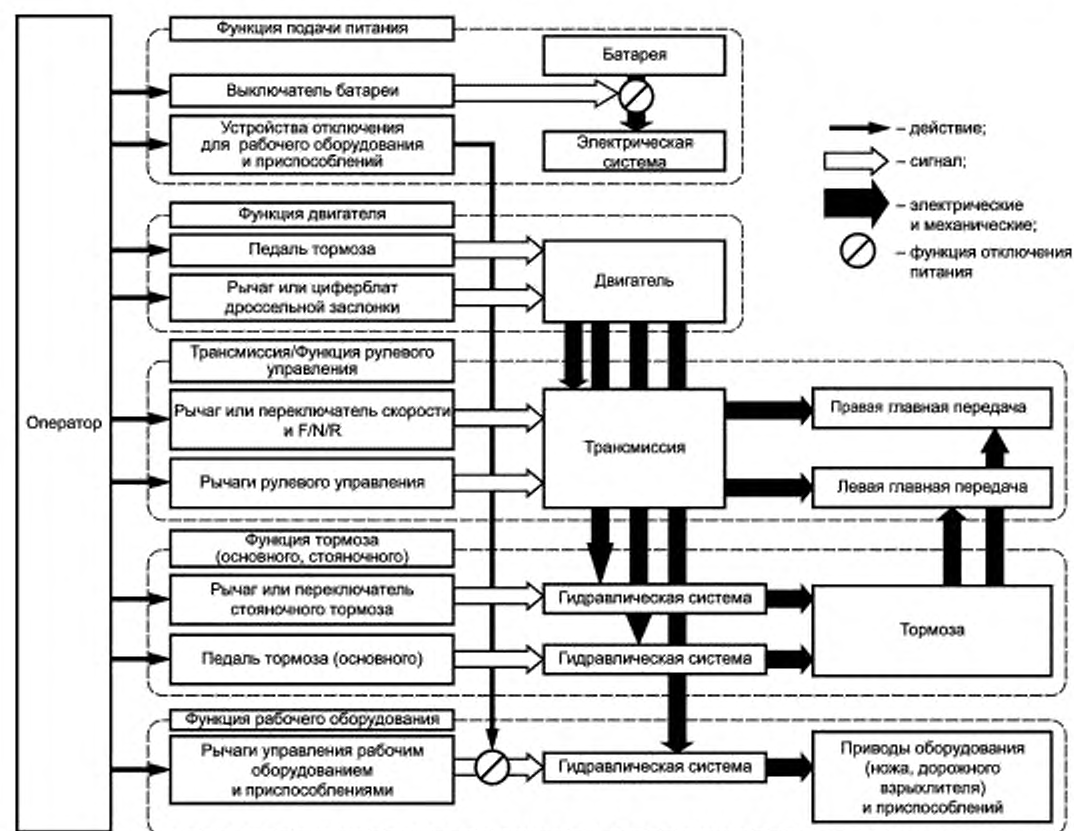 Оператор
Функция подачи питания
Батарея
Выключатель батареи
Устройства отключения
для рабочего оборудования
и приспособлений
Электрическая
система
– действие;
– сигнал;
– электрические
и механические;
– функция отключения
питания
Функция двигателя
Педаль тормоза
Рычаг или циферблат
дроссельной заслонки
Двигатель
Трансмиссия/Функция рулевого
управления
Рычаг или переключатель скорости
и F/N/R
Рычаги рулевого управления
Трансмиссия
Правая главная передача
Левая главная передача
Функция тормоза
(основного, стояночного)
Рычаг или переключатель
стояночного тормоза
Гидравлическая система
Педаль тормоза (основного)
Гидравлическая система
Тормоза
Функция рабочего оборудования
Рычаги управления рабочим
оборудованием
и приспособлениями
Гидравлическая система
Приводы оборудования
(ножа, дорожного
взрыхлителя)
и приспособлений